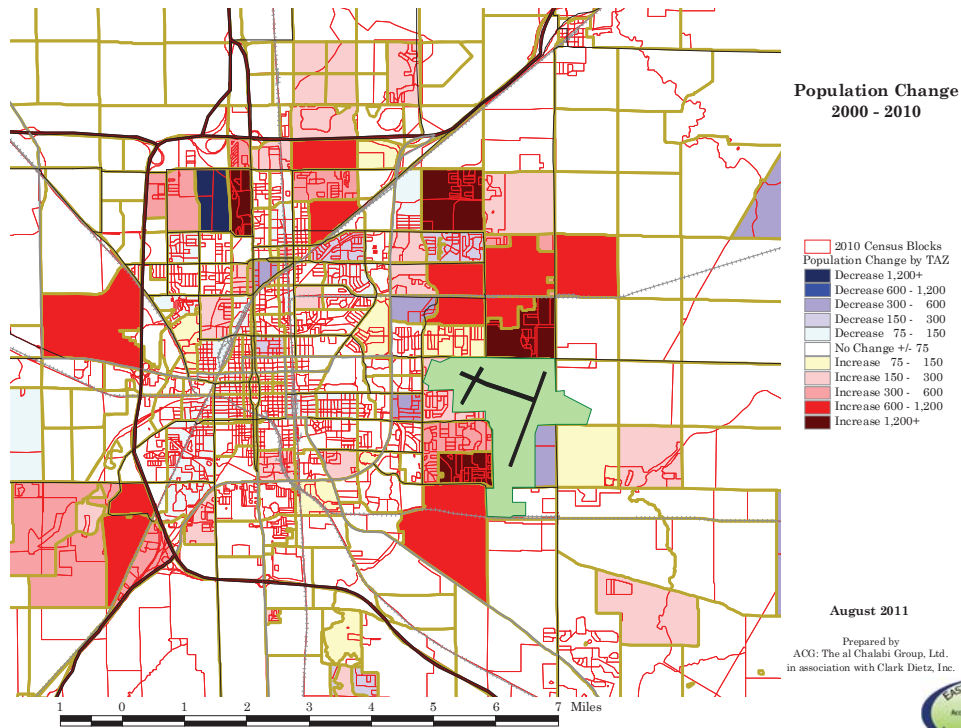 Population Change
2000 - 2010
2010 Census Blocks
Population Change by TAZ
Decrease 1,200+
Decrease 600 - 1,200
Decrease 300 - 600
Decrease 150 - 300
Decrease 75 - 150
No Change +/- 75
Increase 75 - 150
Increase 150 - 300
Increase 300 - 600
Increase 600 - 1,200
Increase 1,200+
August 2011
Prepared by
ACG: The al Chalabi Group, Ltd.
in association with Clark Dietz, Inc.
1 0 1 2 3 4 5 6 7 Miles